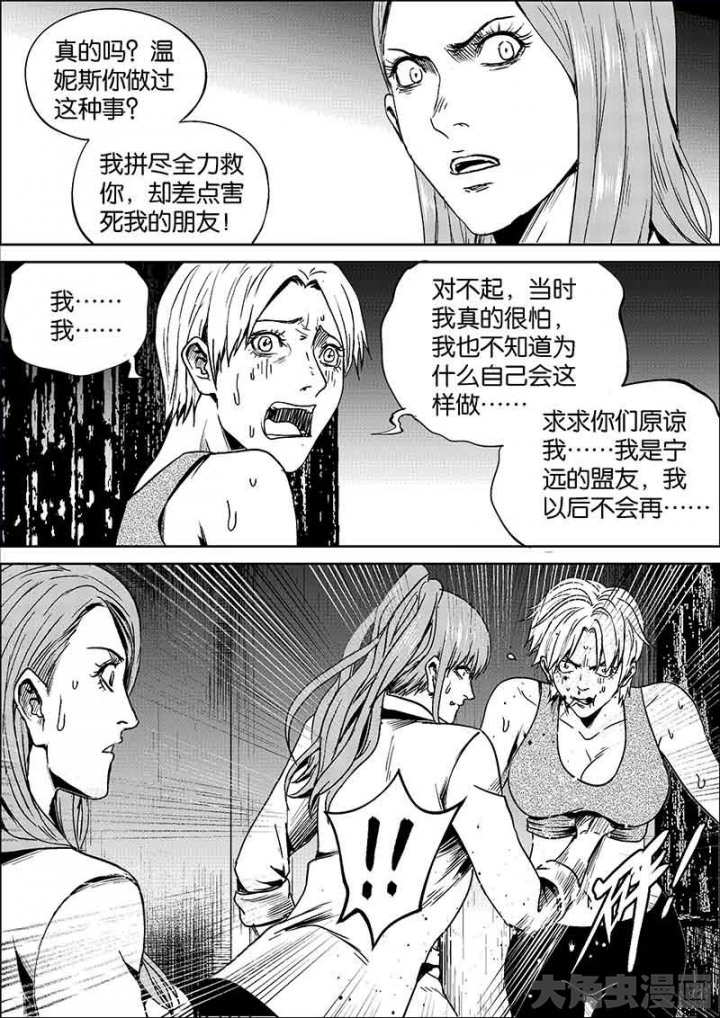 真的吗？温
妮斯你做过
这种事？
我拼尽全力救
你，却差点害
死我的朋友！
我……
我……
对不起，当时
我真的很怕，
我也不知道为
什么自己会这
样做……
求求你们原谅
我……我是宁
远的盟友，我
以后不会再……
!!
大角虫漫画